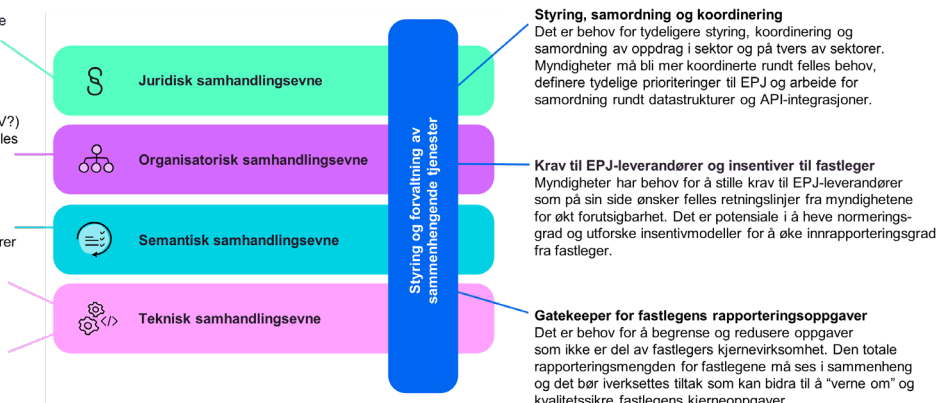 e
V?)
les
rer
Juridisk samhandlingsevne
Organisatorisk samhandlingsevne
Semantisk samhandlingsevne
Teknisk samhandlingsevne
Styring og forvaltning av
sammenhengende tjenester
Styring, samordning og koordinering
Det er behov for tydeligere styring, koordinering og
samordning av oppdrag i sektor og på tvers av sektorer.
Myndigheter må bli mer koordinerte rundt felles behov,
definere tydelige prioriteringer til EPJ og arbeide for
samordning rundt datastrukturer og API-integrasjoner.
Krav til EPJ-leverandører og insentiver til fastleger
Myndigheter har behov for å stille krav til EPJ-leverandører
som på sin side ønsker felles retningslinjer fra myndighetene
for økt forutsigbarhet. Det er potensiale i å heve normerings-
grad og utforske insentivmodeller for å øke innrapporteringsgrad
fra fastleger.
Gatekeeper for fastlegens rapporteringsoppgaver
Det er behov for å begrense og redusere oppgaver
som ikke er del av fastlegers kjernevirksomhet. Den totale
rapporteringsmengden for fastlegene må ses i sammenheng
og det bør iverksettes tiltak som kan bidra til å "verne om" og
kvalitetssikre fastlegens kjerneoppgaver